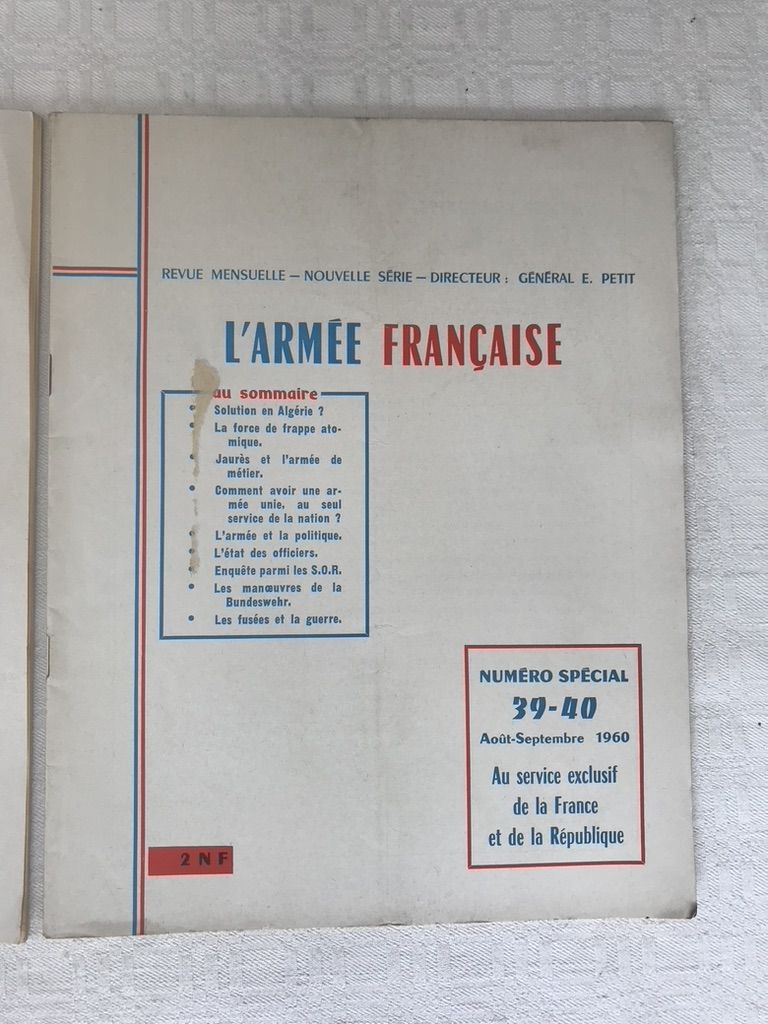 REVUE MENSUELLE — NOUVELLE SÉRIE — DIRECTEUR : GÉNÉRAL E. PETIT
L'ARMÉE FRANÇAISE
au sommaire
• Solution en Algérie ?
• La force de frappe ato-
mique.
• Jaurès et l'armée de
métier.
• Comment avoir une ar-
mée unie, au seul
service de la nation ?
• L'armée et la politique.
• L'état des officiers.
• Enquête parmi les S.O.R.
• Les manœuvres de la
Bundeswehr.
• Les fusées et la guerre.
NUMÉRO SPÉCIAL
39-40
Août-Septembre 1960
Au service exclusif
de la France
et de la République
2 NF